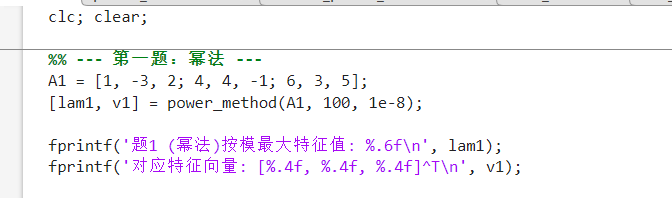 clc; clear;
%% --- 第一题: 幂法 ---
A1 = [1, -3, 2; 4, 4, -1; 6, 3, 5];
[lam1, v1] = power_method(A1, 100, 1e-8);
fprintf('题1 (幂法)按模最大特征值: %.6f\n', lam1);
fprintf('对应特征向量: [%.4f, %.4f, %.4f]^T\n', v1);